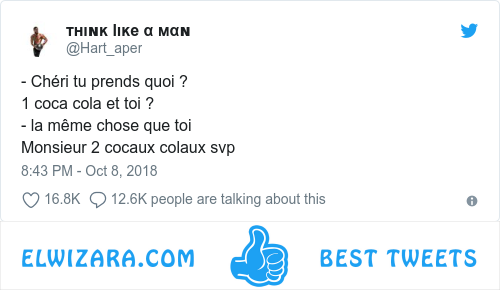 ᴛʜɪɴᴋ lιĸe α мαɴ
@Hart_aper
- Chéri tu prends quoi ?
1 coca cola et toi ?
- la même chose que toi
Monsieur 2 cocaux colaux svp
8:43 PM - Oct 8, 2018
16.8K 12.6K people are talking about this
ELWIZARA.COM BEST TWEETS